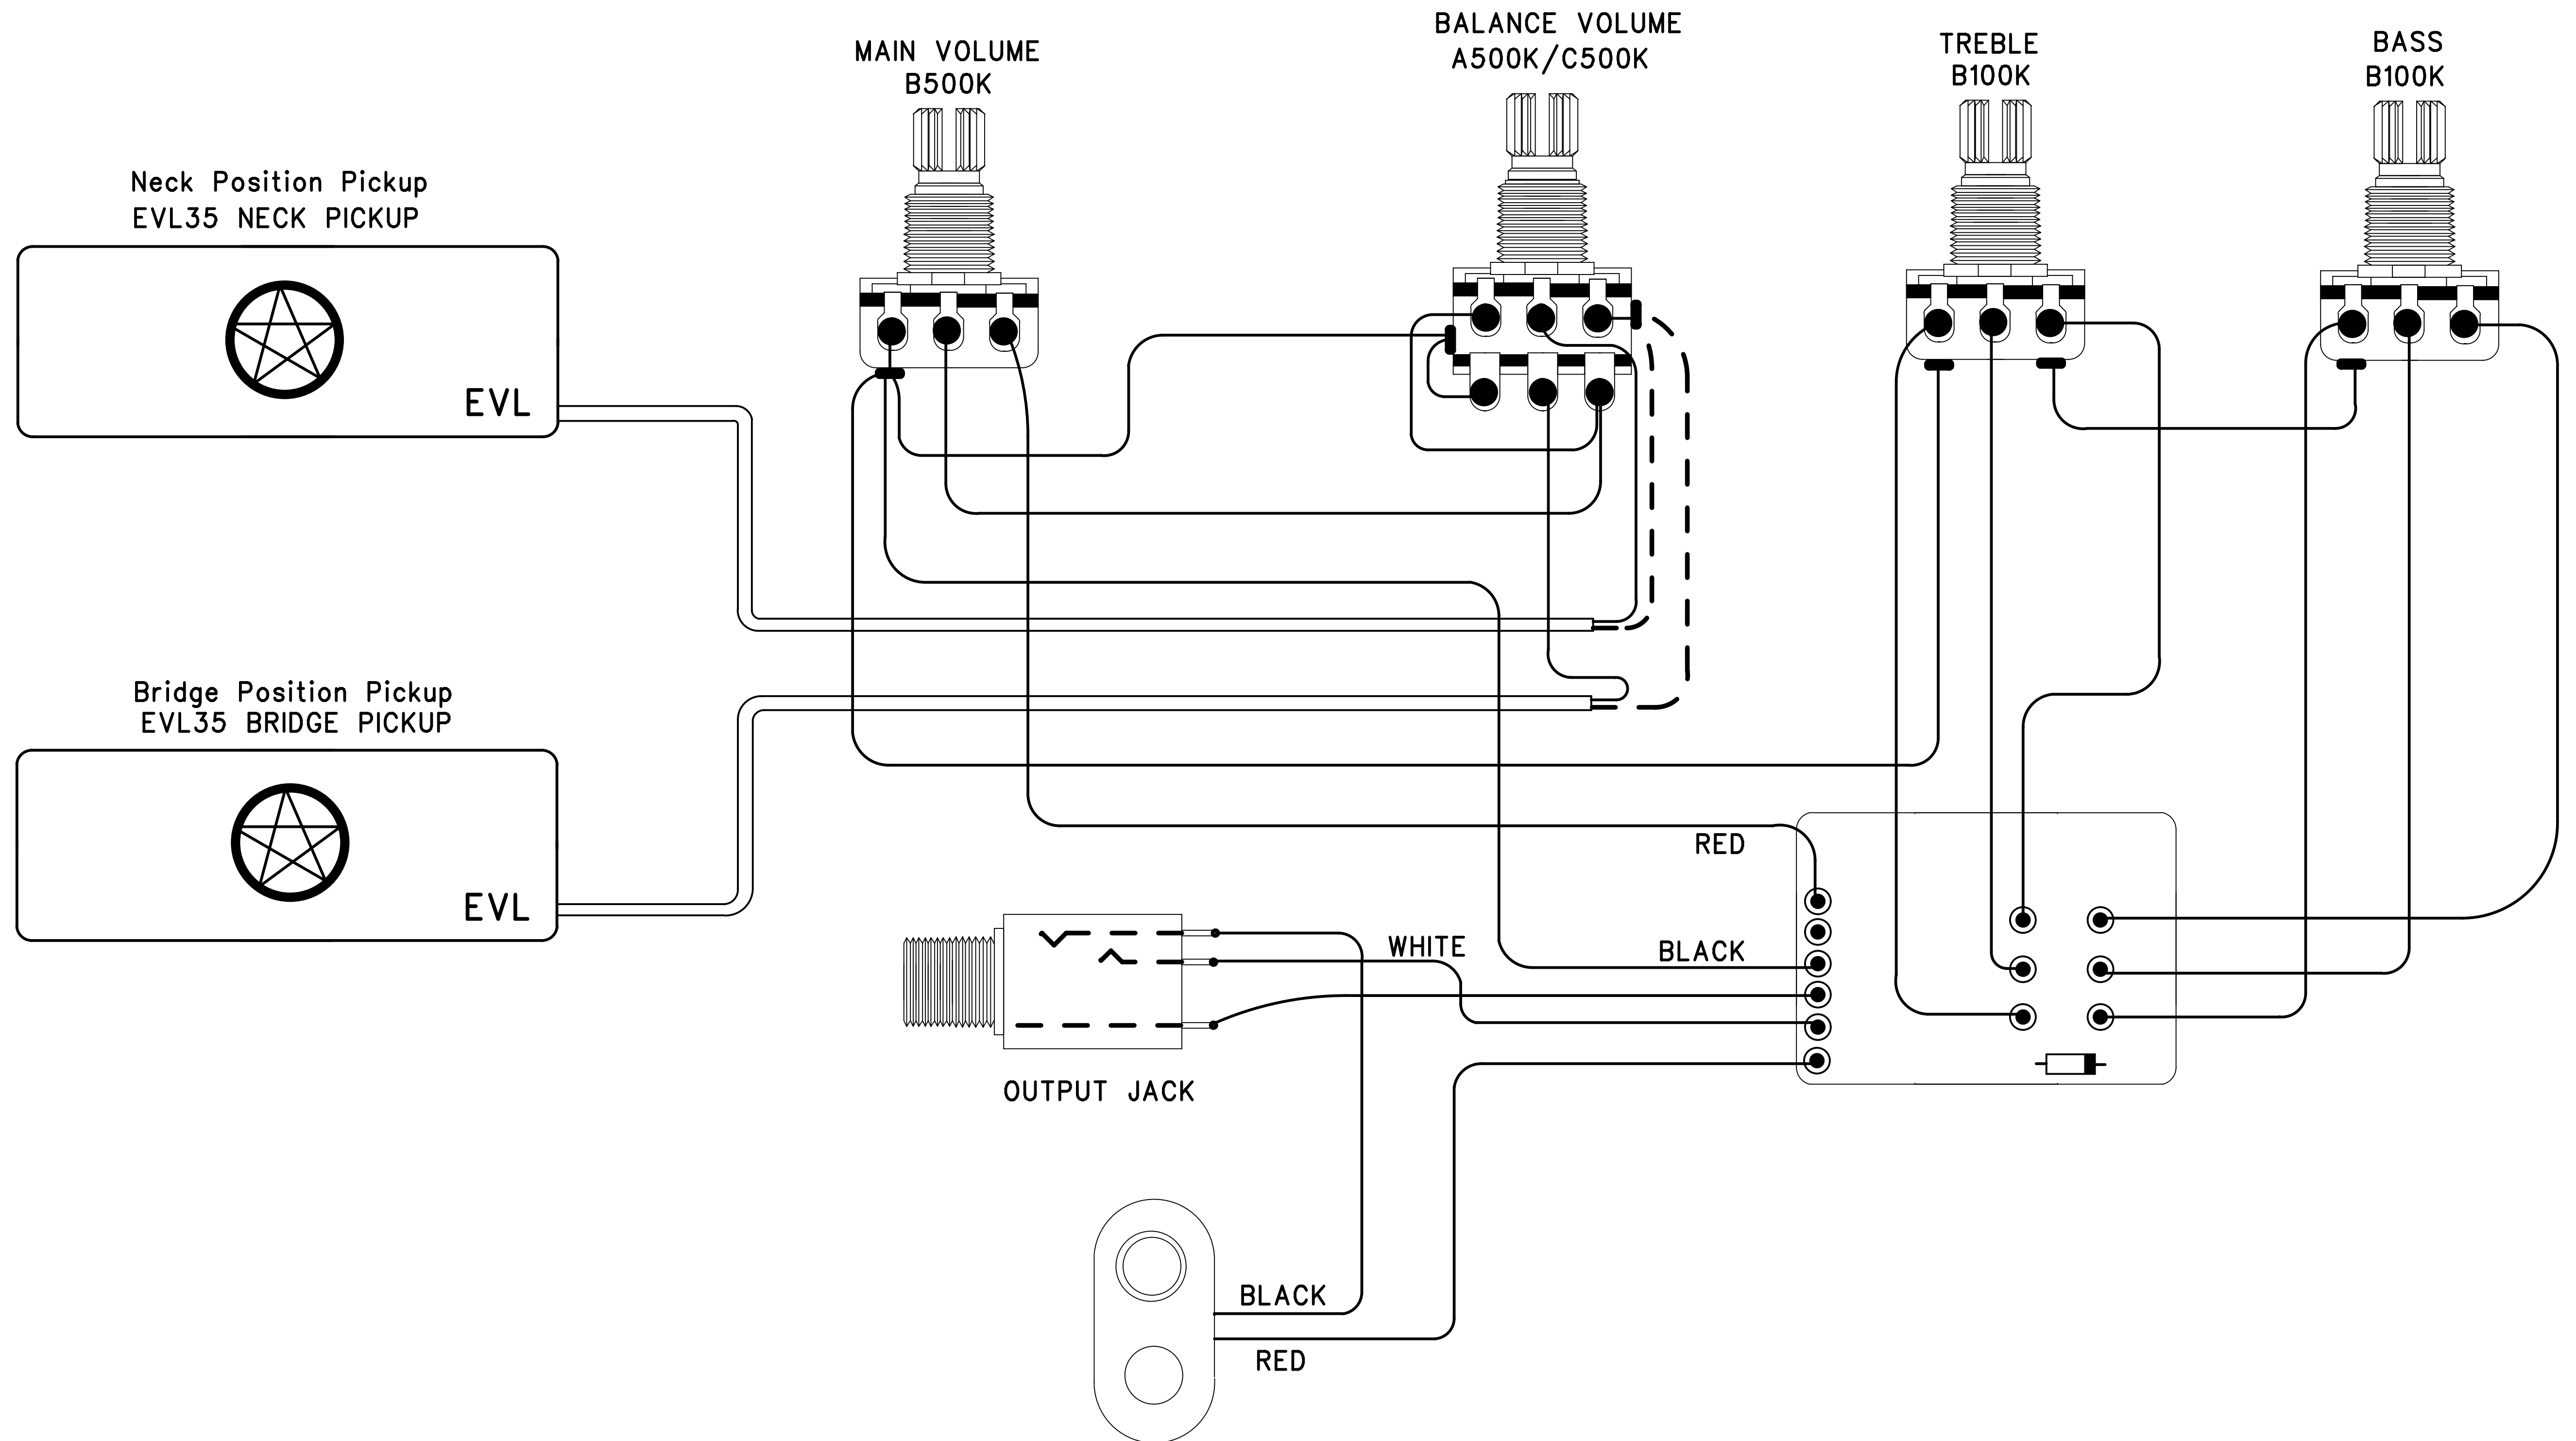 MAIN VOLUME
B500K
BALANCE VOLUME
A500K/C500K
TREBLE
B100K
BASS
B100K
Neck Position Pickup
EVL35 NECK PICKUP
EVL
Bridge Position Pickup
EVL35 BRIDGE PICKUP
EVL
RED
WHITE
BLACK
OUTPUT JACK
BLACK
RED